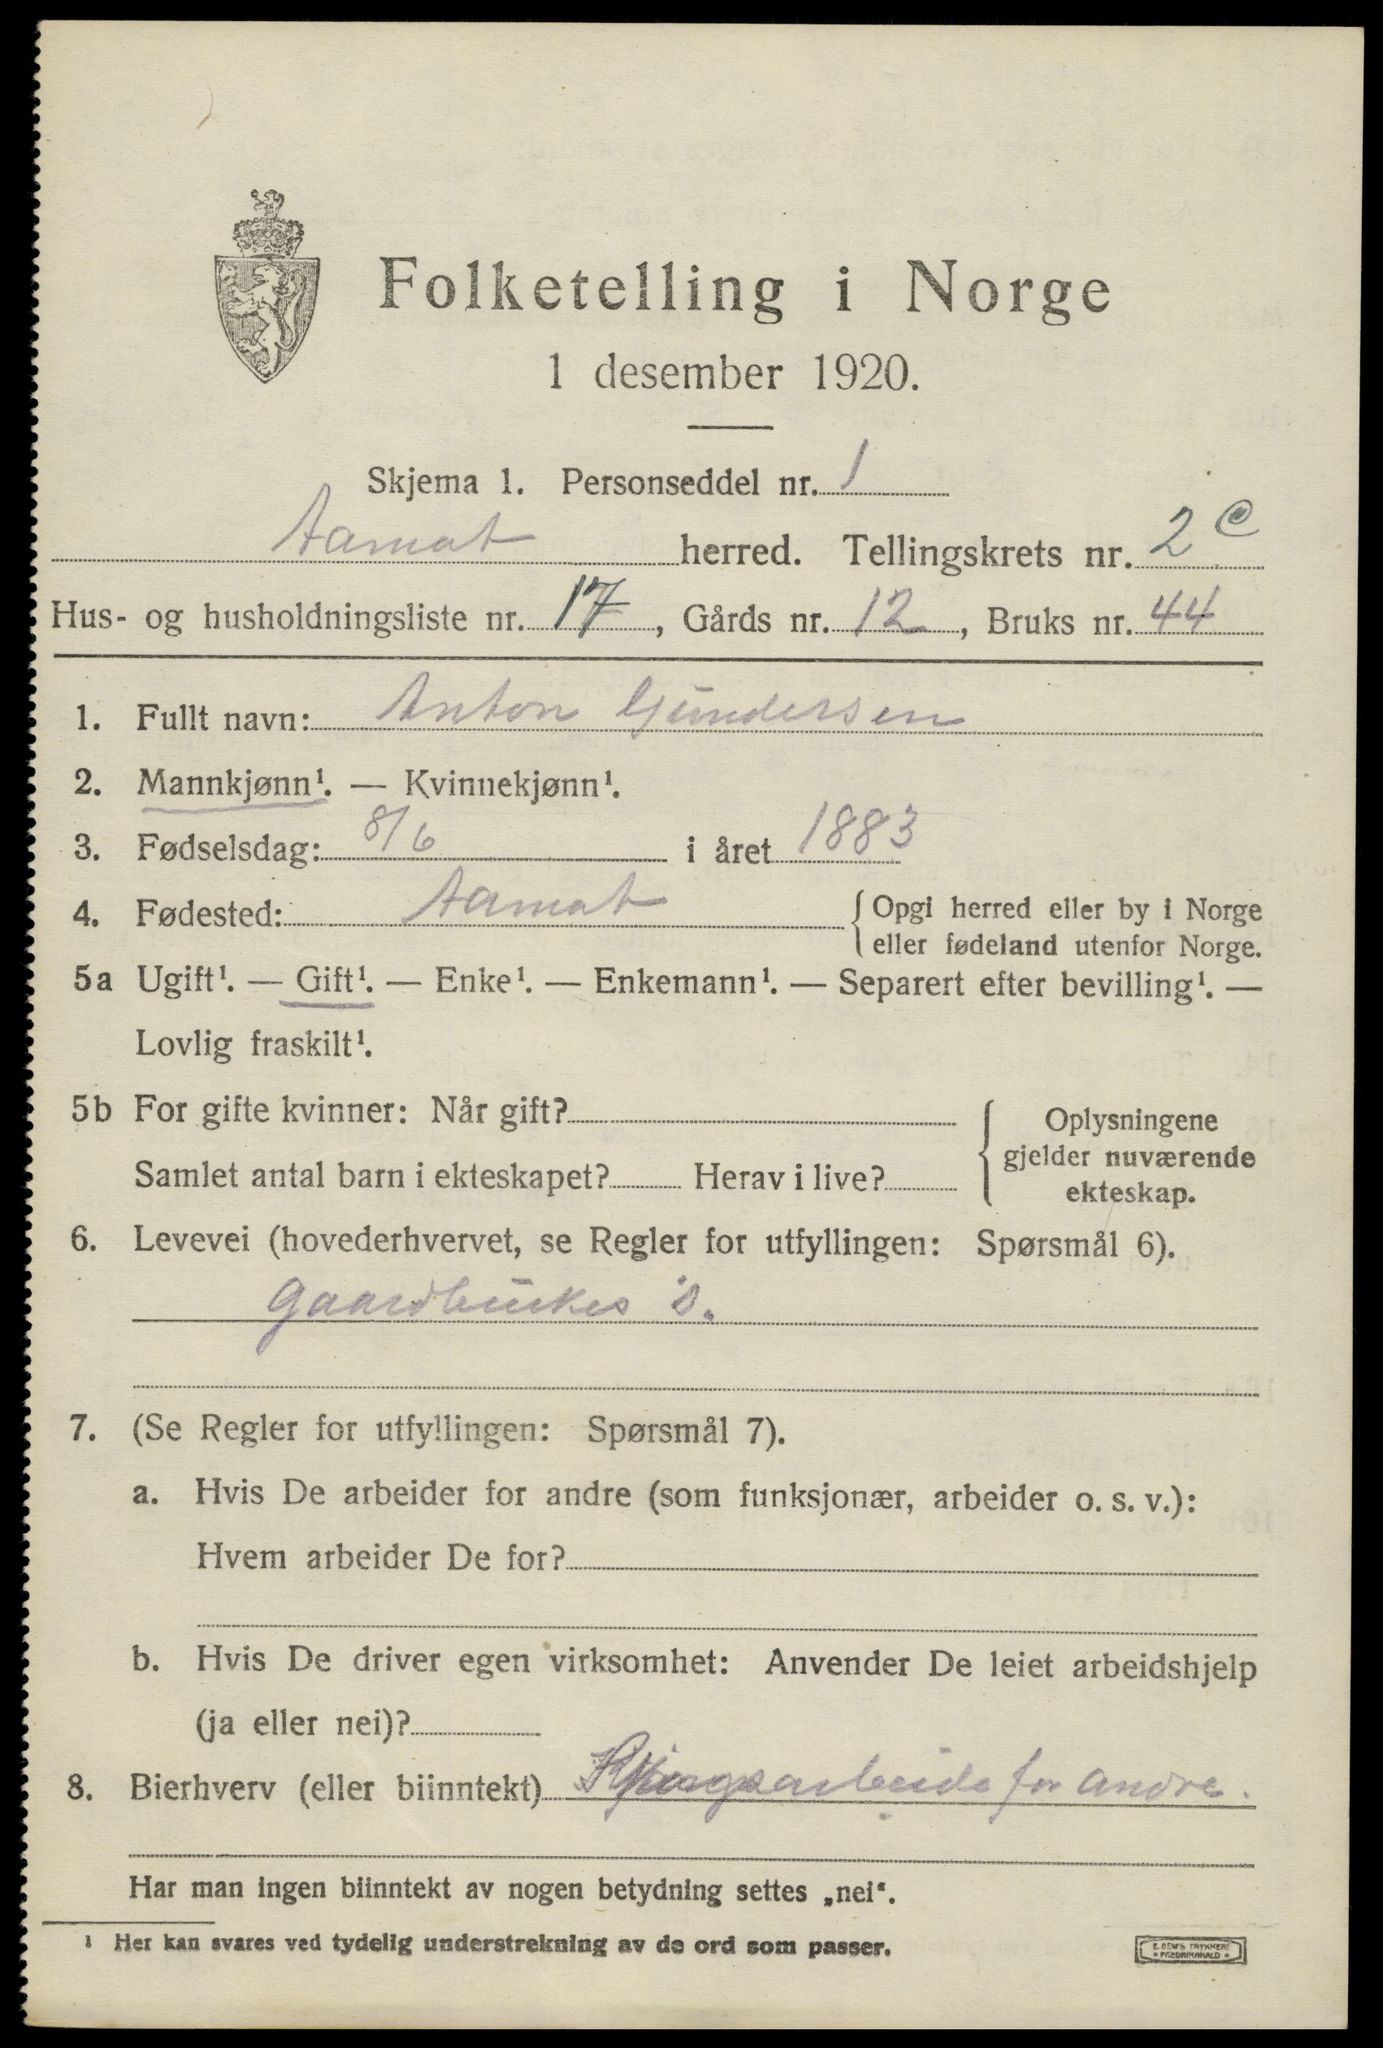 Folketelling i Norge
1 desember 1920.
Skjema 1. Personseddel nr. 1
Aamot herred. Tellingskrets nr. 2 c
Hus- og husholdningsliste nr. 17, Gårds nr. 12, Bruks nr. 44
1. Fullt navn: Anton Gundersen
2. Mannkjønn¹. — Kvinnekjønn¹.
3. Fødselsdag: 8/6 i året 1883
4. Fødested: Aamot { Opgi herred eller by i Norge
eller fødeland utenfor Norge.
5a Ugift¹. — Gift¹. — Enke¹. — Enkemann¹. — Separert efter bevilling¹. —
Lovlig fraskilt¹.
5b For gifte kvinner: Når gift?
Samlet antal barn i ekteskapet? Herav i live?
{ Oplysningene
gjelder nuværende
ekteskap.
6. Levevei (hovederhvervet, se Regler for utfyllingen: Spørsmål 6).
Gaardbruker s.
7. (Se Regler for utfyllingen: Spørsmål 7).
a. Hvis De arbeider for andre (som funksjonær, arbeider o. s. v.):
Hvem arbeider De for?
b. Hvis De driver egen virksomhet: Anvender De leiet arbeidshjelp
(ja eller nei)?
8. Bierhverv (eller biinntekt) for andre.
Har man ingen biinntekt av nogen betydning settes „nei“.
¹ Her kan svares ved tydelig understrekning av de ord som passer.
E. SEM'S TRYKKERI
FREDRIKSHALD